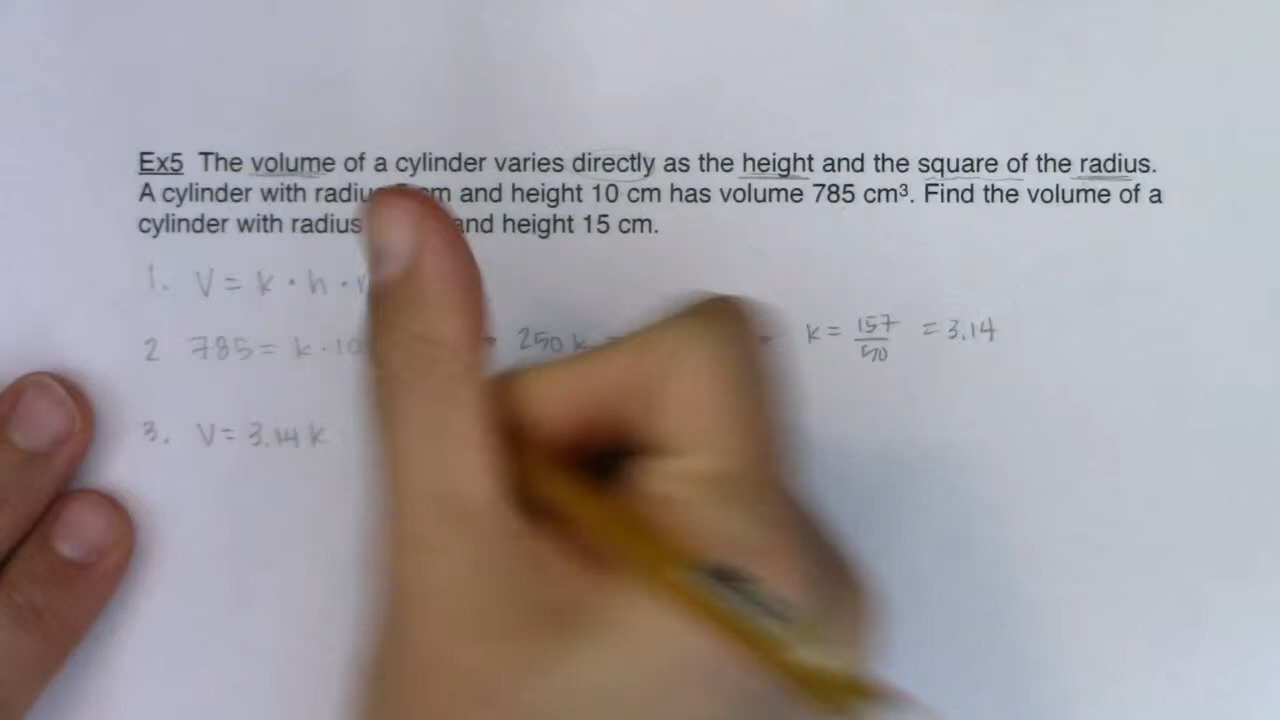 Ex5 The volume of a cylinder varies directly as the height and the square of the radius.
A cylinder with cm and height 10 cm has volume 785 cm³. Find the volume of a
cylinder with radius and height 15 cm.
1. V = k · h ·
2 785 = k · 10 250 k k = 157/50 = 3.14
3. V = 3.14 k